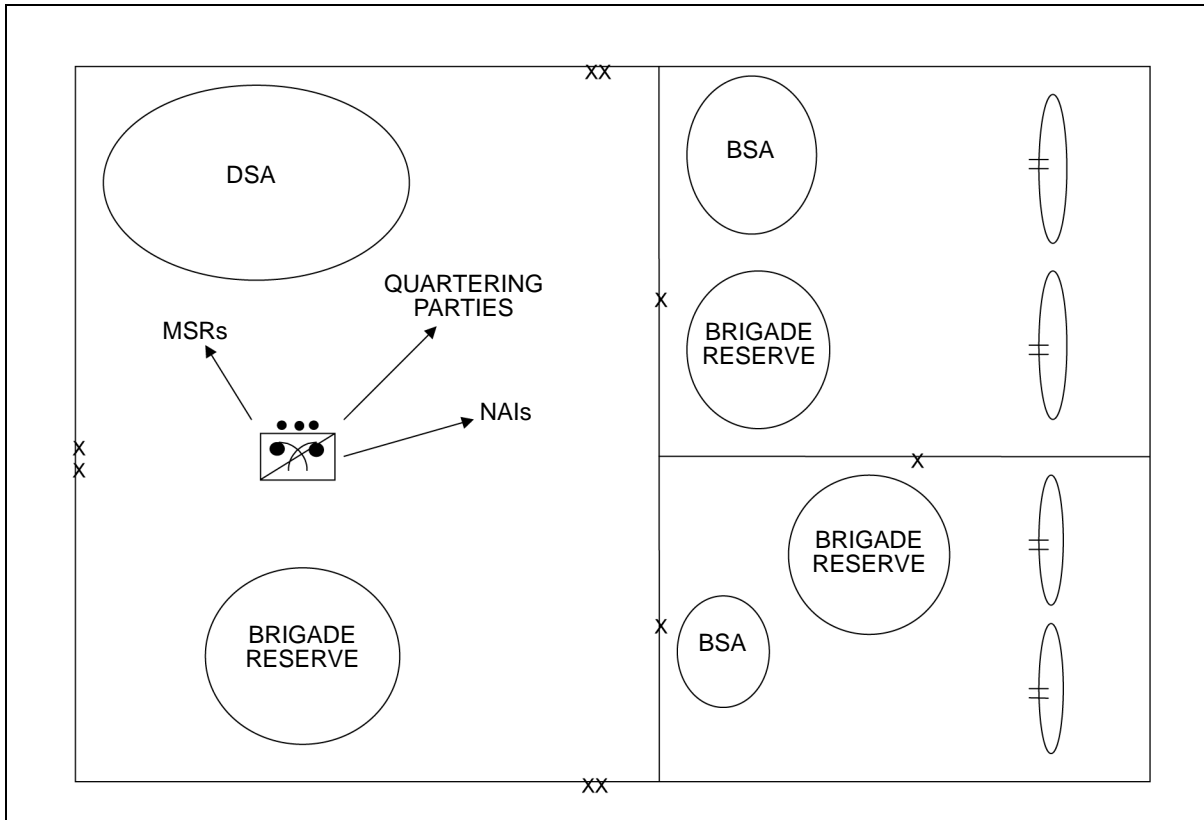 XX
DSA
BSA
QUARTERING
PARTIES
X
MSRs
BRIGADE
RESERVE
NAIs
X
X
X
BRIGADE
RESERVE
X
BRIGADE
RESERVE
BSA
XX